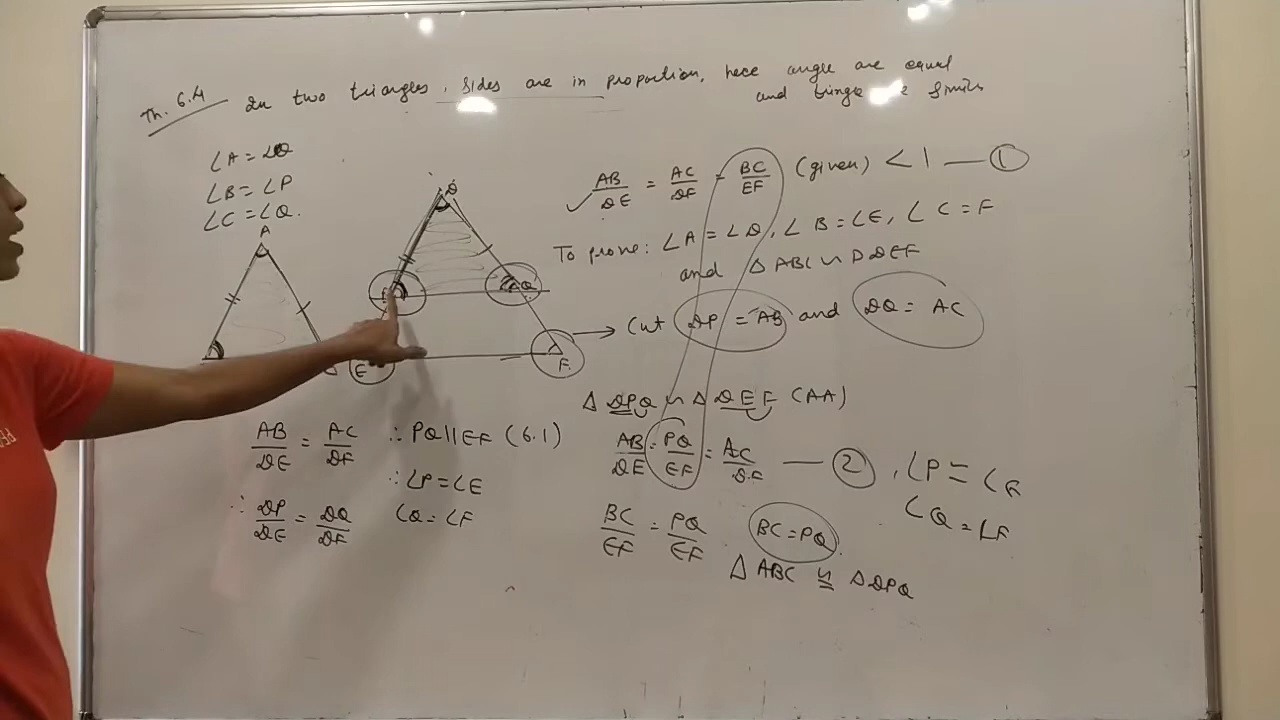 Th. 6.4 In two triangles, sides are in proportion, hece angle are equal
and
∠A = ∠D
∠B = ∠P
∠C = ∠Q.
A
D
P
Q
E
F
AB/DE = AC/DF = BC/EF (given) < 1 — ①
To prove: ∠A = ∠D, ∠B = ∠E, ∠C = F
and △ABC ∽ △DEF
→ Cut DP = AB and DQ = AC
△DPQ ∽ △DEF (AA)
AB/DE = PQ/EF = AC/DF — ②, ∠P = ∠E
∠Q = ∠F
BC/EF = PQ/EF BC = PQ
△ABC ≅ △DPQ
AB/DE = AC/DF ∴ PQ || EF (6.1)
∴ ∠P = ∠E
∴ DP/DE = DQ/DF ∠Q = ∠F